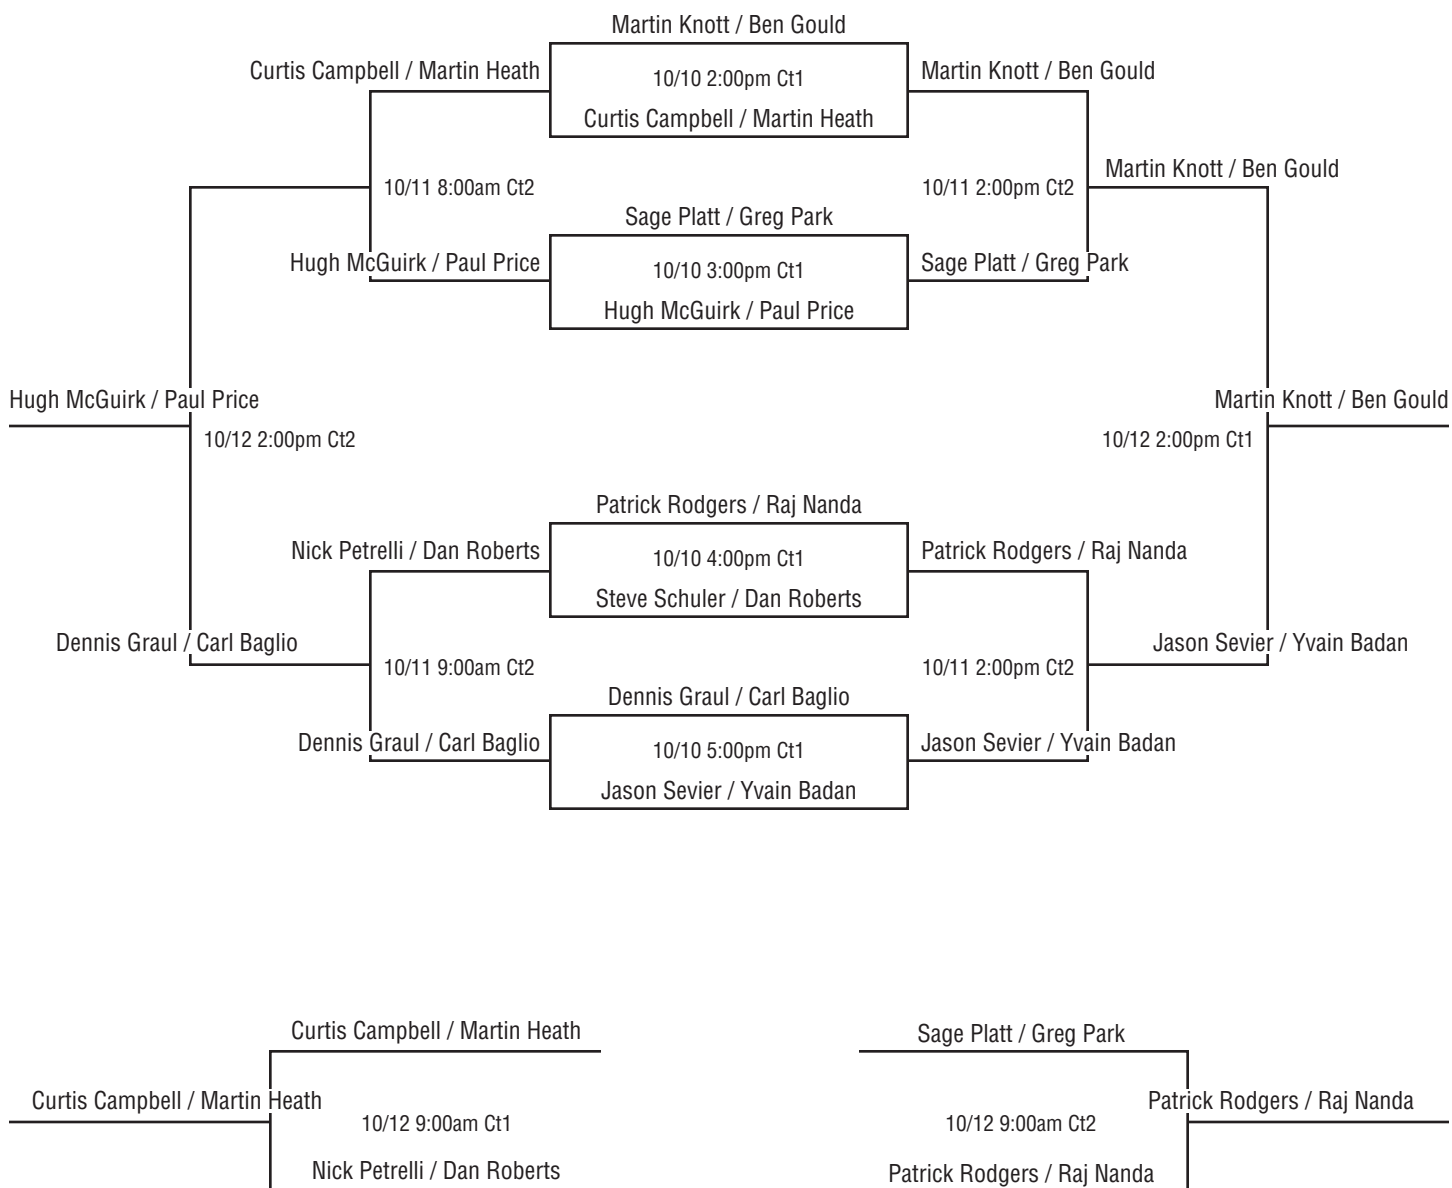 Martin Knott / Ben Gould
Curtis Campbell / Martin Heath
10/10 2:00pm Ct1
Martin Knott / Ben Gould
Curtis Campbell / Martin Heath
Martin Knott / Ben Gould
10/11 8:00am Ct2
10/11 2:00pm Ct2
Sage Platt / Greg Park
Hugh McGuirk / Paul Price
10/10 3:00pm Ct1
Sage Platt / Greg Park
Hugh McGuirk / Paul Price
Hugh McGuirk / Paul Price
Martin Knott / Ben Gould
10/12 2:00pm Ct2
10/12 2:00pm Ct1
Patrick Rodgers / Raj Nanda
Nick Petrelli / Dan Roberts
10/10 4:00pm Ct1
Patrick Rodgers / Raj Nanda
Steve Schuler / Dan Roberts
Dennis Graul / Carl Baglio
Jason Sevier / Yvain Badan
10/11 9:00am Ct2
10/11 2:00pm Ct2
Dennis Graul / Carl Baglio
Dennis Graul / Carl Baglio
10/10 5:00pm Ct1
Jason Sevier / Yvain Badan
Jason Sevier / Yvain Badan
Curtis Campbell / Martin Heath
Sage Platt / Greg Park
Curtis Campbell / Martin Heath
Patrick Rodgers / Raj Nanda
10/12 9:00am Ct1
10/12 9:00am Ct2
Nick Petrelli / Dan Roberts
Patrick Rodgers / Raj Nanda